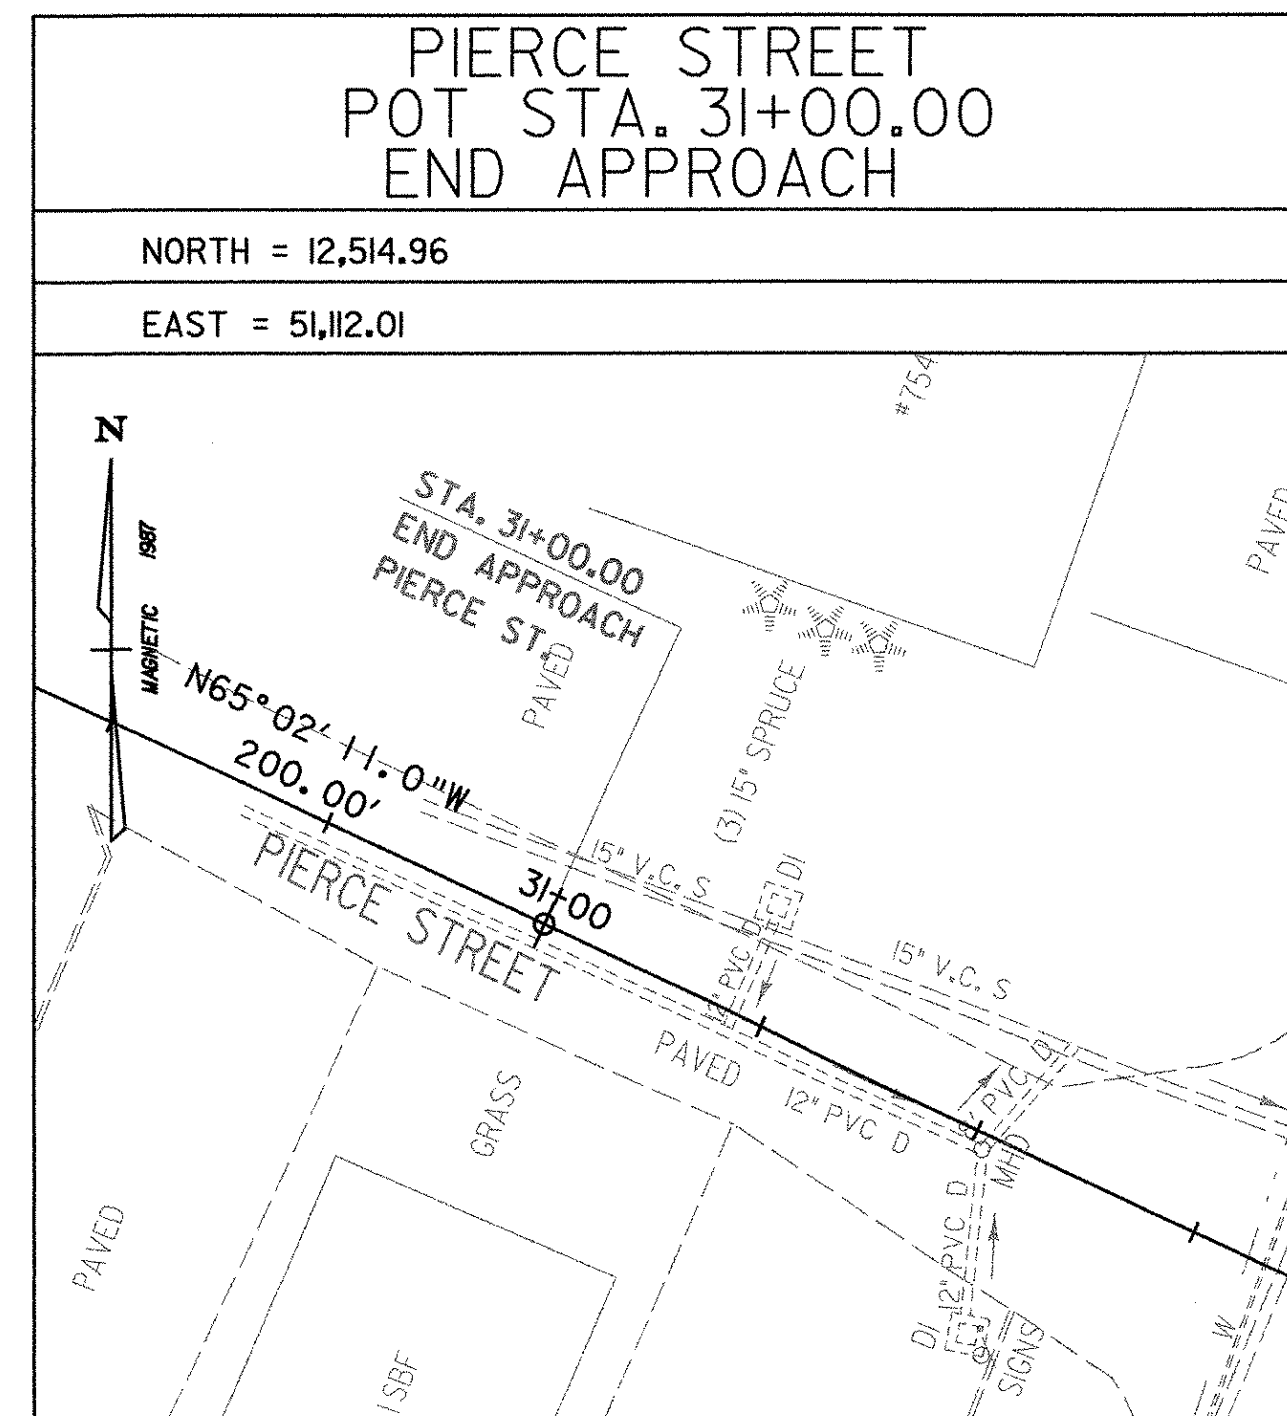 PIERCE STREET
POT STA. 31+00.00
END APPROACH
NORTH = 12,514.96
EAST = 51,112.01
#754
N
MAGNETIC 1987
PAVED
STA. 31+00.00
END APPROACH
PIERCE ST.
PAVED
(3) 15" SPRUCE
N65°02' 11.0"W
200.00'
PIERCE STREET
31+00
15" V.C. S
DI
12" PVC D
15" V.C. S
PAVED
12" PVC D
PVC D
MHD
GRASS
PAVED
12" PVC D
DI
SIGNS
W
SBF